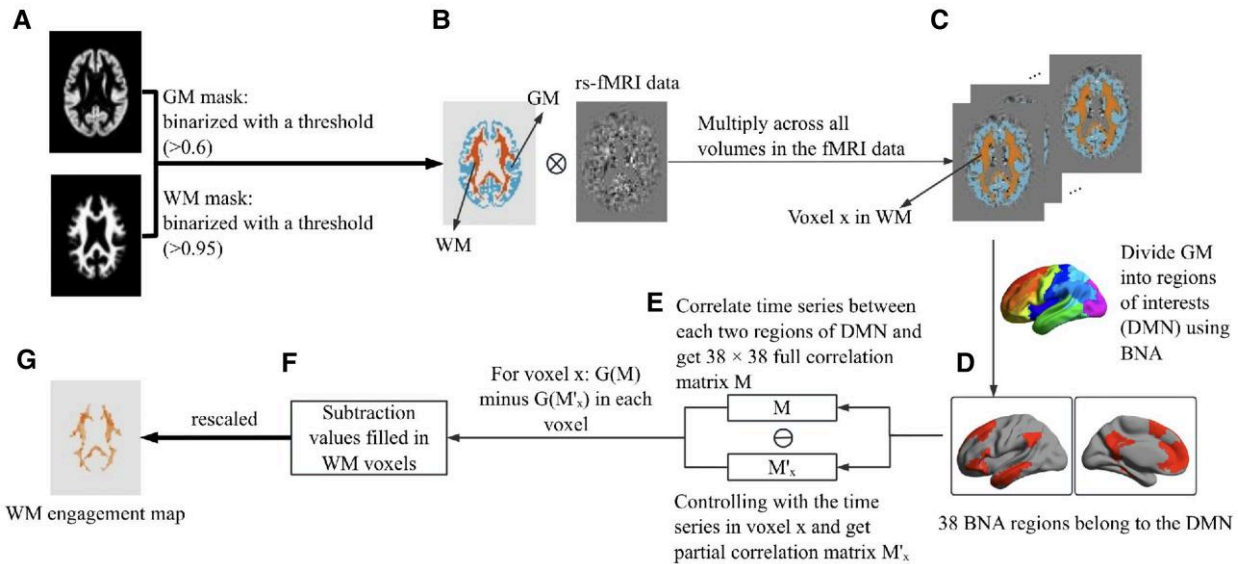 A
GM mask:
binarized with a threshold
(>0.6)
WM mask:
binarized with a threshold
(>0.95)
B
GM
rs-fMRI data
WM
Multiply across all
volumes in the fMRI data
C
...
Voxel x in WM
...
Divide GM
into regions
of interests
(DMN) using
BNA
D
38 BNA regions belong to the DMN
E
Correlate time series between
each two regions of DMN and
get 38 × 38 full correlation
matrix M
M
M'ₓ
Controlling with the time
series in voxel x and get
partial correlation matrix M'ₓ
For voxel x: G(M)
minus G(M'ₓ) in each
voxel
F
Subtraction
values filled in
WM voxels
rescaled
G
WM engagement map